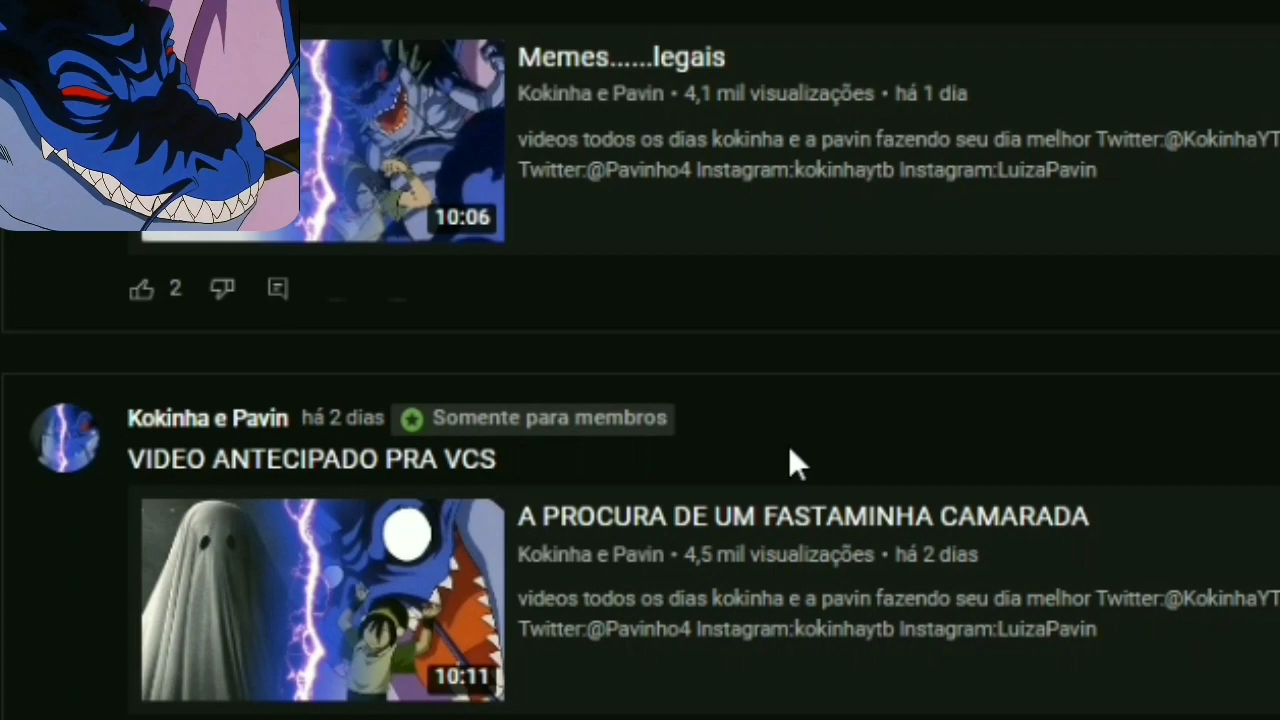 Memes......legais
Kokinha e Pavin • 4,1 mil visualizações • há 1 dia
videos todos os dias kokinha e a pavin fazendo seu dia melhor Twitter:@KokinhaYT
Twitter:@Pavinho4 Instagram:kokinhaytb Instagram:LuizaPavin
10:06
2
Kokinha e Pavin há 2 dias Somente para membros
VIDEO ANTECIPADO PRA VCS
A PROCURA DE UM FASTAMINHA CAMARADA
Kokinha e Pavin • 4,5 mil visualizações • há 2 dias
videos todos os dias kokinha e a pavin fazendo seu dia melhor Twitter:@KokinhaYT
Twitter:@Pavinho4 Instagram:kokinhaytb Instagram:LuizaPavin
10:11